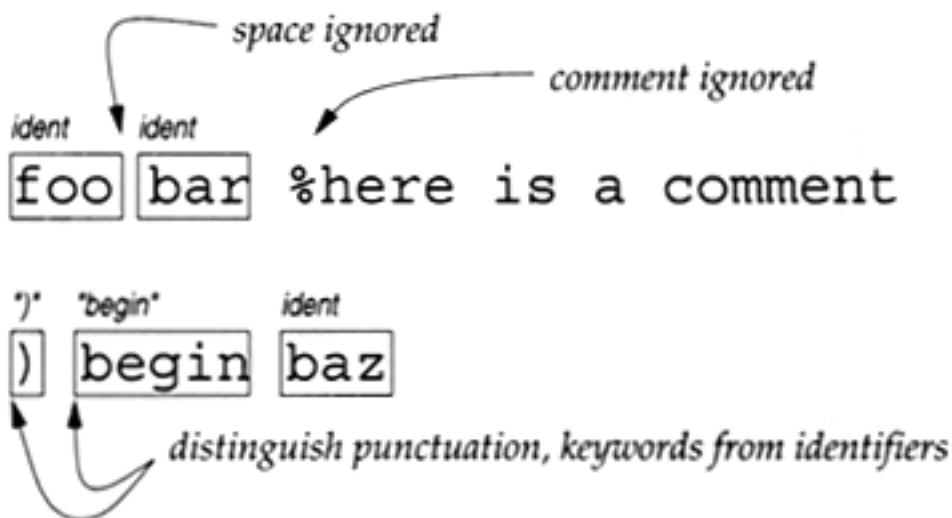 space ignored
comment ignored
ident ident
foo bar %here is a comment
")" "begin" ident
) begin baz
distinguish punctuation, keywords from identifiers